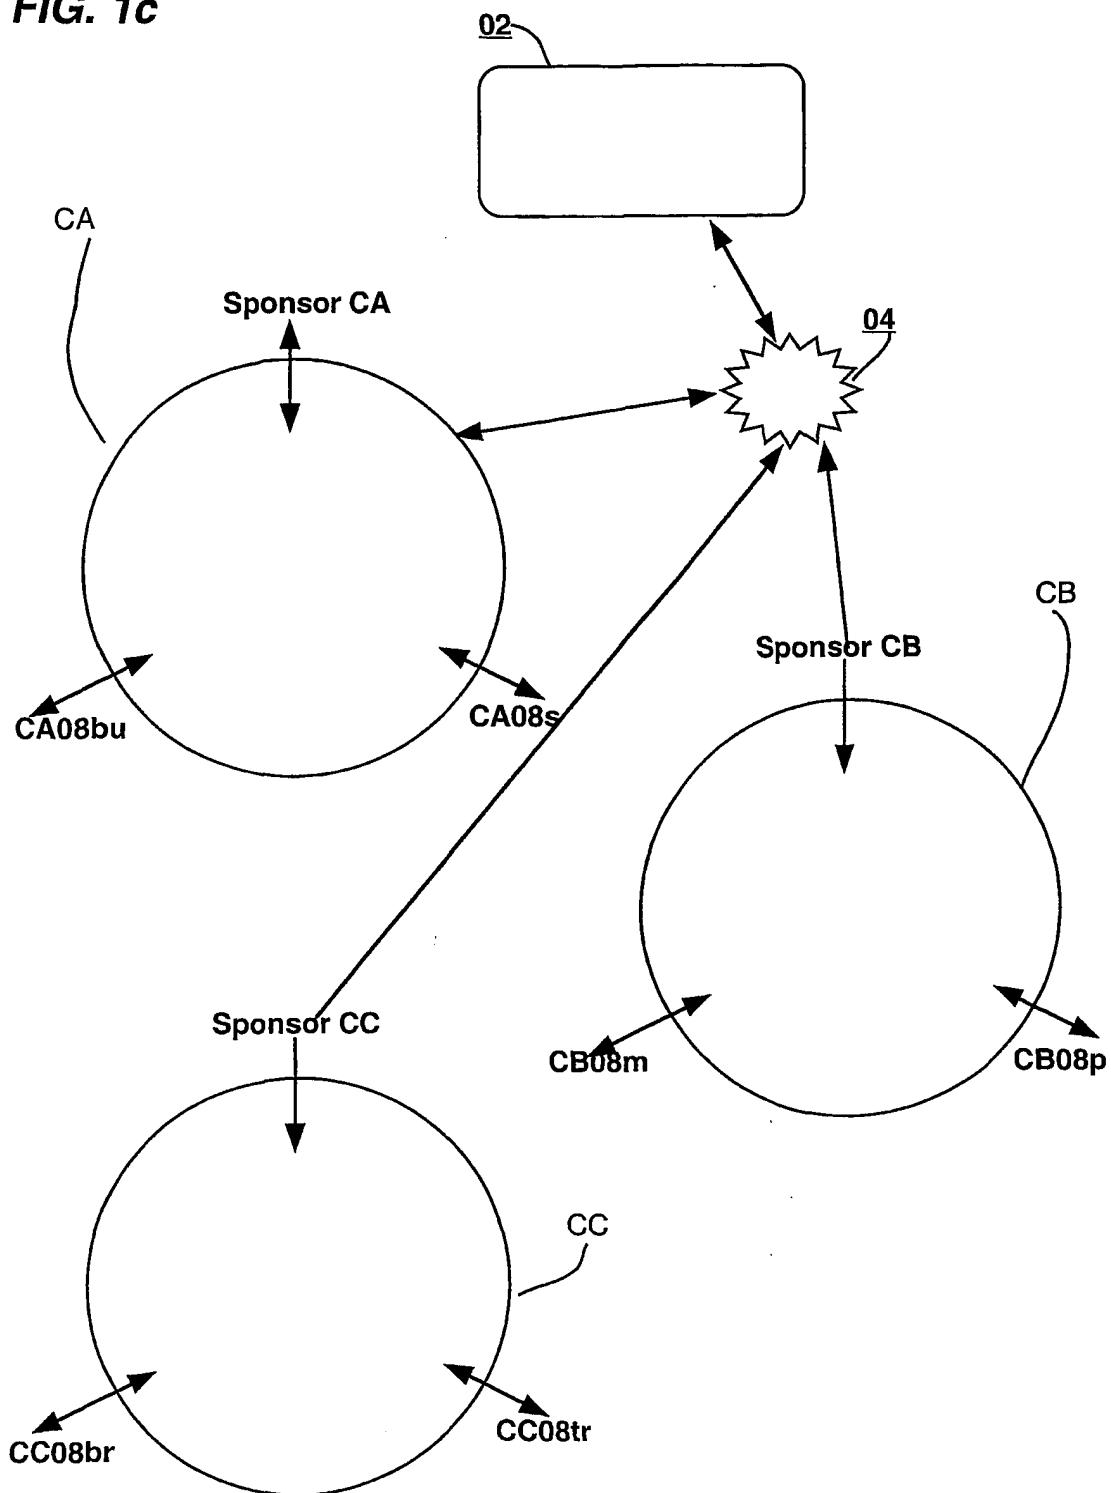 FIG. 1c
02
CA
Sponsor CA
04
CB
Sponsor CB
CA08bu
CA08s
Sponsor CC
CB08m
CB08p
CC
CC08br
CC08tr